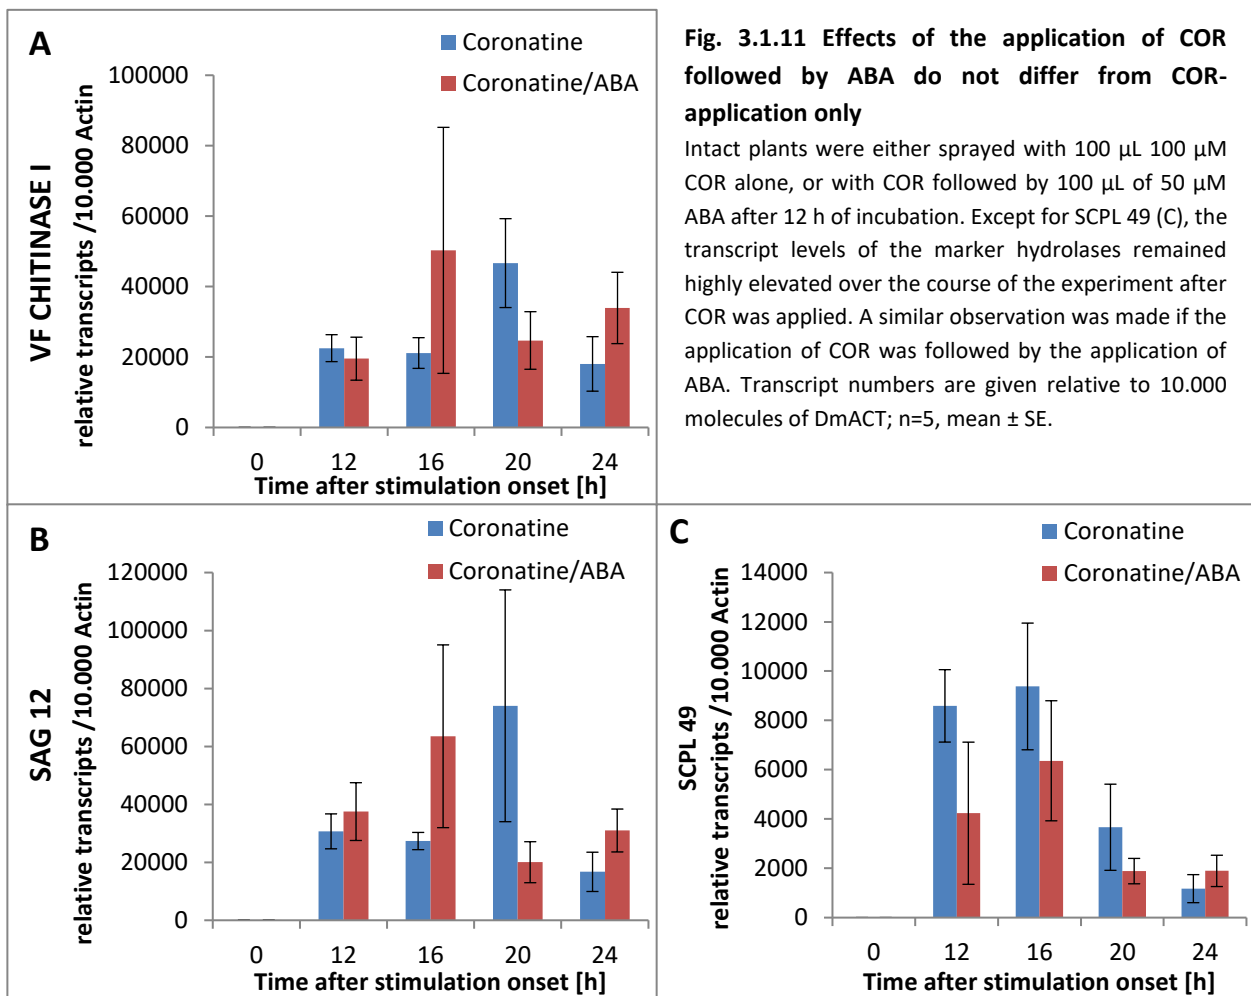 A
Coronatine
Coronatine/ABA
VF CHITINASE I
relative transcripts /10.000 Actin
100000
80000
60000
40000
20000
0
0 12 16 20 24
Time after stimulation onset [h]
Fig. 3.1.11 Effects of the application of COR
followed by ABA do not differ from COR-
application only
Intact plants were either sprayed with 100 µL 100 µM
COR alone, or with COR followed by 100 µL of 50 µM
ABA after 12 h of incubation. Except for SCPL 49 (C), the
transcript levels of the marker hydrolases remained
highly elevated over the course of the experiment after
COR was applied. A similar observation was made if the
application of COR was followed by the application of
ABA. Transcript numbers are given relative to 10.000
molecules of DmACT; n=5, mean ± SE.
B
Coronatine
Coronatine/ABA
SAG 12
relative transcripts /10.000 Actin
120000
100000
80000
60000
40000
20000
0
0 12 16 20 24
Time after stimulation onset [h]
C
Coronatine
Coronatine/ABA
SCPL 49
relative transcripts /10.000 Actin
14000
12000
10000
8000
6000
4000
2000
0
0 12 16 20 24
Time after stimulation onset [h]